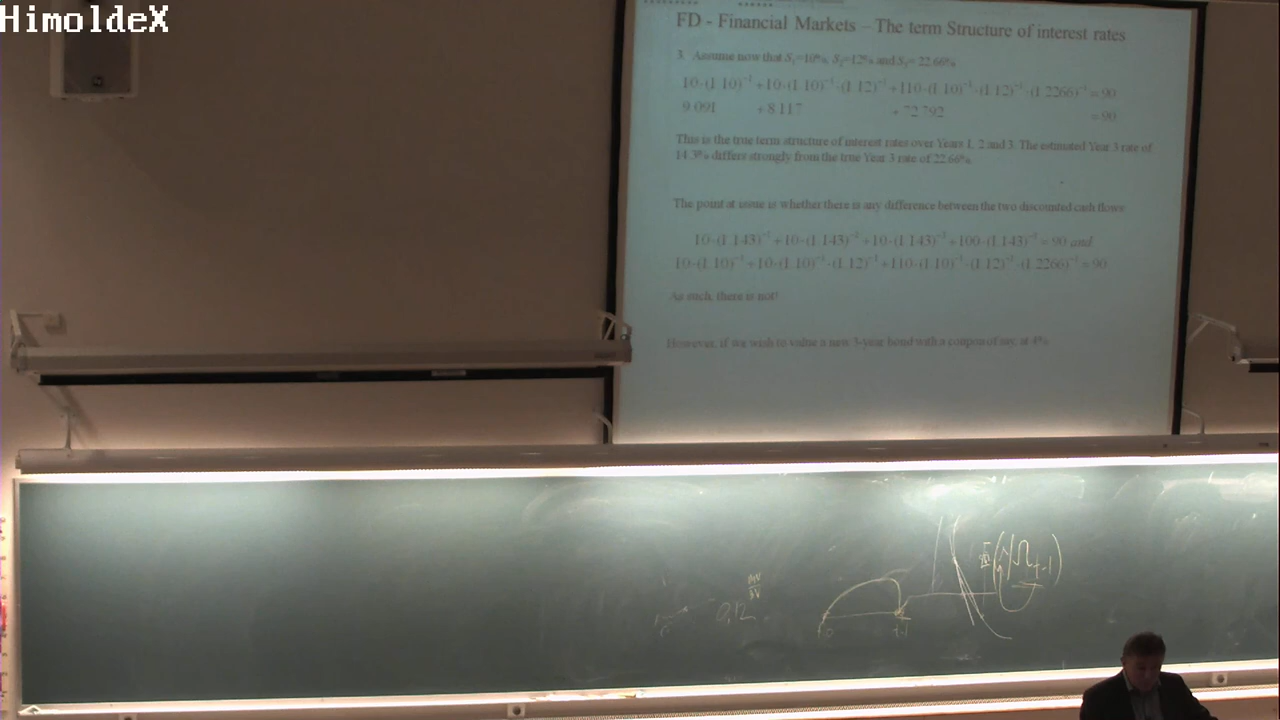 HimoldeX
FD - Financial Markets – The term Structure of interest rates
3. Assume now that S₁=10%, S₂=12% and S₃= 22.66%
10·(1.10)⁻¹ +10·(1.10)⁻¹·(1.12)⁻¹ +110·(1.10)⁻¹·(1.12)⁻¹·(1.2266)⁻¹ = 90
9.091 + 8.117 + 72.792 = 90
This is the true term structure of interest rates over Years 1, 2 and 3. The estimated Year 3 rate of
14.3% differs strongly from the true Year 3 rate of 22.66%.
The point at issue is whether there is any difference between the two discounted cash flows
10·(1.143)⁻¹ +10·(1.143)⁻² +10·(1.143)⁻³ +100·(1.143)⁻³ = 90 and
10·(1.10)⁻¹ +10·(1.10)⁻¹·(1.12)⁻¹ +110·(1.10)⁻¹·(1.12)⁻¹·(1.2266)⁻¹ = 90
As such, there is not!
However, if we wish to value a new 3-year bond with a coupon of say at 4%
0,12
t-1